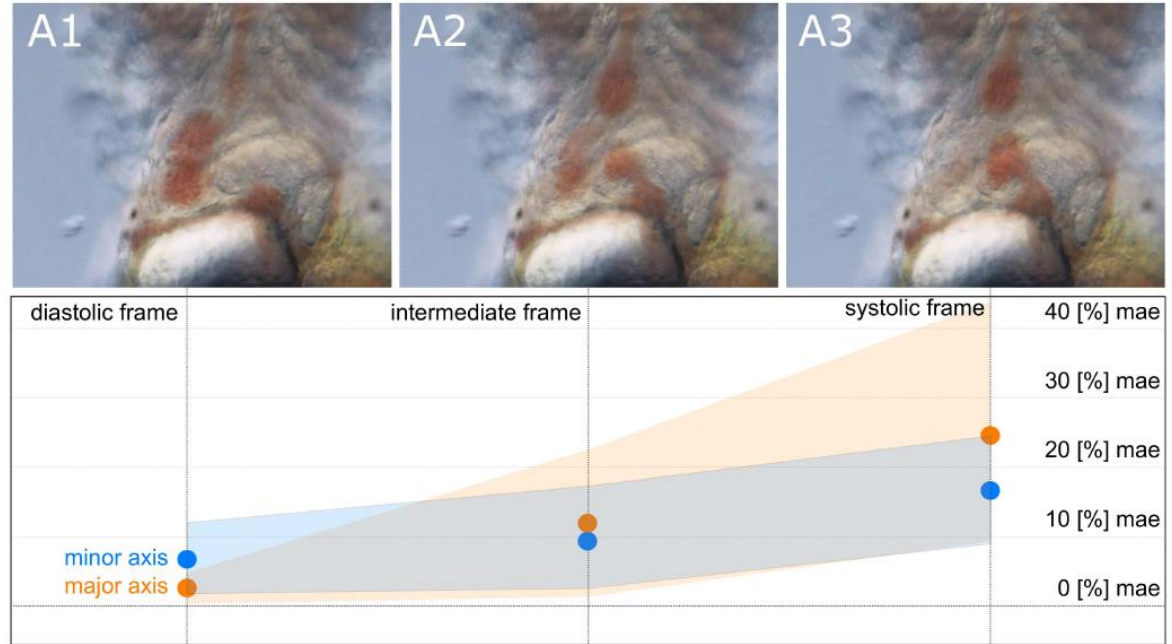 A1
A2
A3
diastolic frame
intermediate frame
systolic frame
40 [%] mae
30 [%] mae
20 [%] mae
10 [%] mae
minor axis
major axis
0 [%] mae